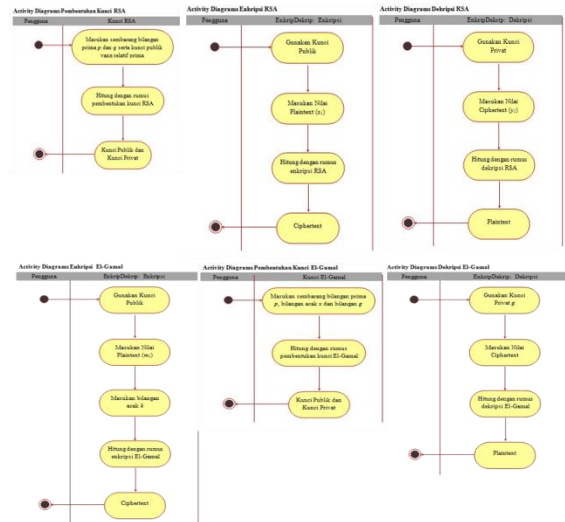 Activity Diagrams Pembentukan Kunci RSA
Pengguna
Kunci RSA
Masukan sembarang bilangan
prima p dan q serta kunci publik
yang relatif prima
Hitung dengan rumus
pembentukan kunci RSA
Kunci Publik dan
Kunci Privat
Activity Diagrams Enkripsi RSA
Pengguna
EnkripDekrip: Enkripsi
Gunakan Kunci
Publik
Masukan Nilai
Plaintext
Hitung dengan rumus
enkripsi RSA
Ciphertext
Activity Diagrams Dekripsi RSA
Pengguna
EnkripDekrip: Dekripsi
Gunakan Kunci
Privat
Masukan Nilai
Ciphertext
Hitung dengan rumus
dekripsi RSA
Plaintext
Activity Diagrams Enkripsi El-Gamal
Pengguna
EnkripDekrip: Enkripsi
Gunakan Kunci
Publik
Masukan Nilai
Plaintext
Masukan bilangan
acak k
Hitung dengan rumus
enkripsi El-Gamal
Ciphertext
Activity Diagrams Pembentukan Kunci El-Gamal
Pengguna
Kunci El-Gamal
Masukan sembarang bilangan prima
p, bilangan acak x dan bilangan g
Hitung dengan rumus
pembentukan kunci El-Gamal
Kunci Publik dan
Kunci Privat
Activity Diagrams Dekripsi El-Gamal
Pengguna
EnkripDekrip: Dekripsi
Gunakan Kunci
Privat g
Masukan Nilai
Ciphertext
Hitung dengan rumus
dekripsi El-Gamal
Plaintext